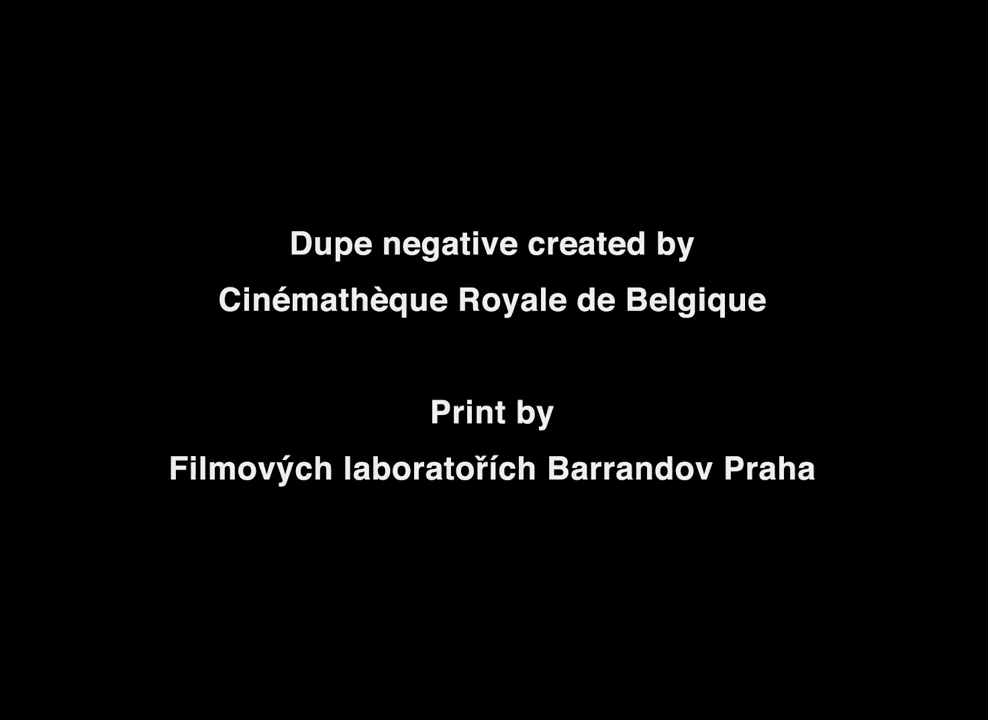 Dupe negative created by
Cinémathèque Royale de Belgique
Print by
Filmových laboratořích Barrandov Praha